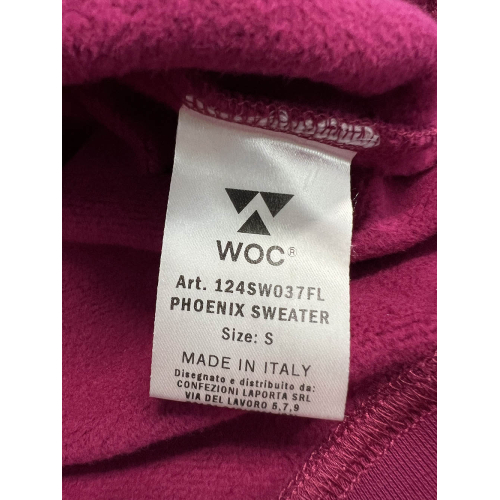 WOC®
Art. 124SW037FL
PHOENIX SWEATER
Size: S
MADE IN ITALY
Disegnato e distribuito da:
CONFEZIONI LAPORTA SRL
VIA DEL LAVORO 5,7,9